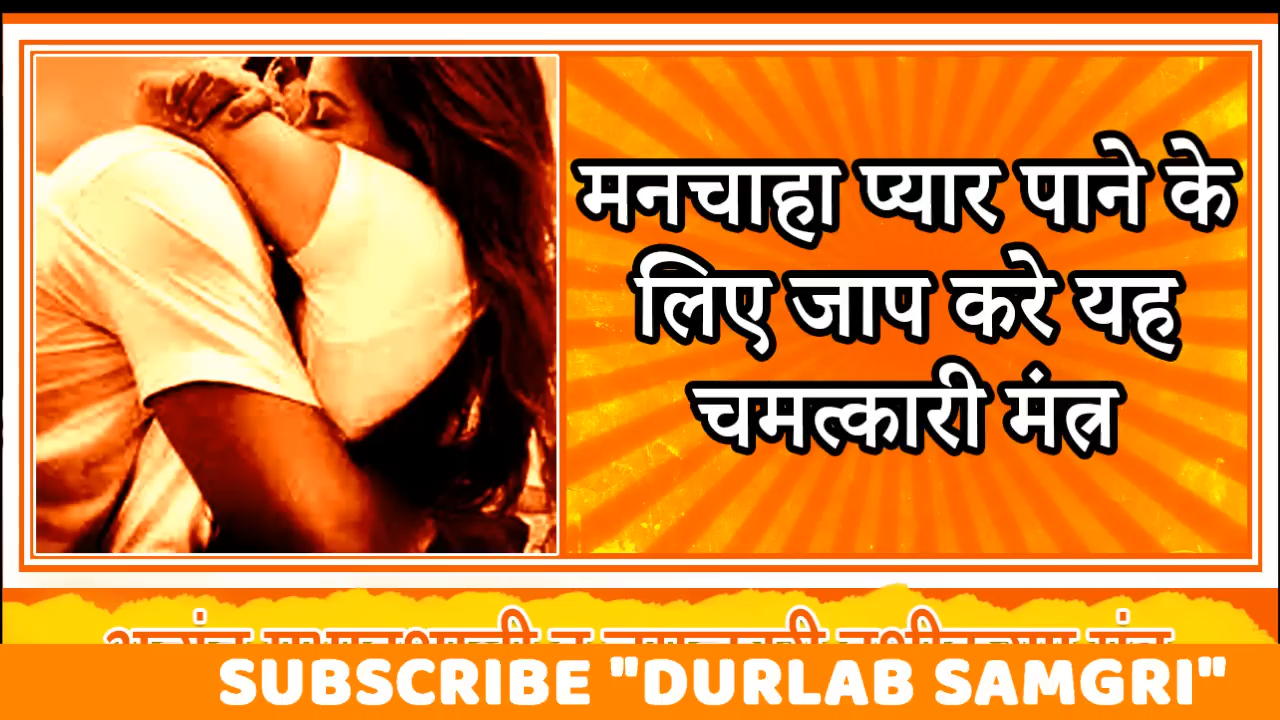 मनचाहा प्यार पाने के
लिए जाप करे यह
चमत्कारी मंत्र
SUBSCRIBE "DURLAB SAMGRI"